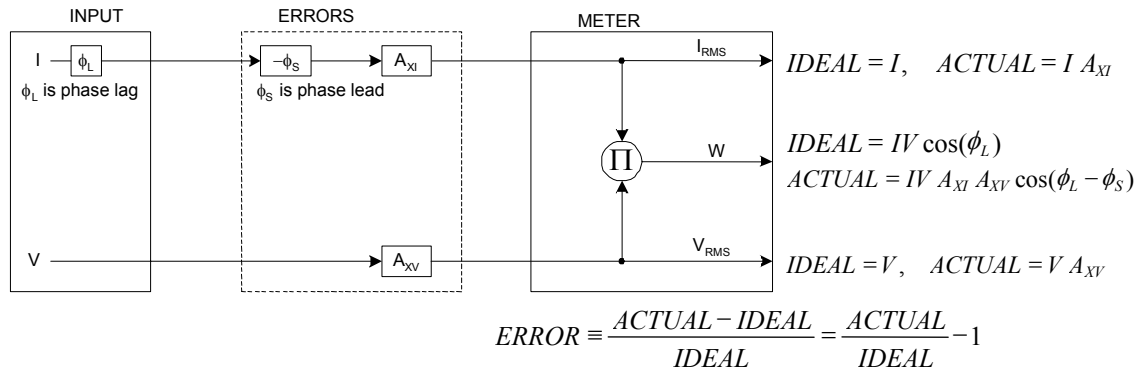 INPUT
ERRORS
METER
I
ϕL
−ϕS
AXI
IRMS
IDEAL = I, ACTUAL = I AXI
ϕL is phase lag
ϕS is phase lead
Π
W
IDEAL = IV cos(ϕL)
ACTUAL = IV AXI AXV cos(ϕL − ϕS)
V
AXV
VRMS
IDEAL = V, ACTUAL = V AXV
ERROR ≡ (ACTUAL − IDEAL) / IDEAL = ACTUAL / IDEAL − 1